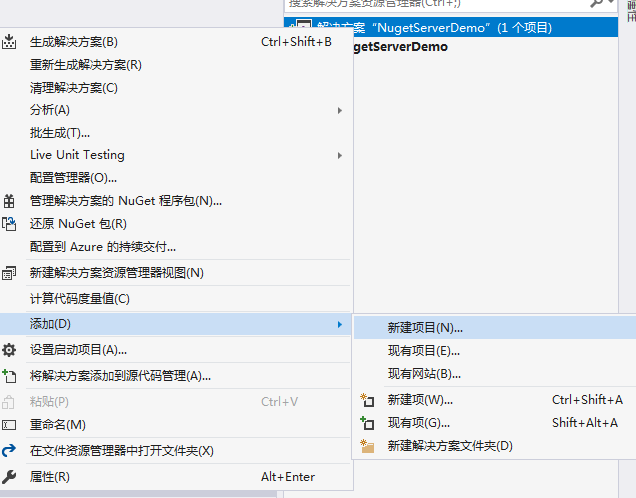 搜索解决方案资源管理器(Ctrl+;)
解决方案“NugetServerDemo”(1 个项目)
getServerDemo
生成解决方案(B) Ctrl+Shift+B
重新生成解决方案(R)
清理解决方案(C)
分析(A)
批生成(T)...
Live Unit Testing
配置管理器(O)...
管理解决方案的 NuGet 程序包(N)...
还原 NuGet 包(R)
配置到 Azure 的持续交付...
新建解决方案资源管理器视图(N)
计算代码度量值(C)
添加(D)
设置启动项目(A)...
将解决方案添加到源代码管理(A)...
粘贴(P) Ctrl+V
重命名(M)
在文件资源管理器中打开文件夹(X)
属性(R) Alt+Enter
新建项目(N)...
现有项目(E)...
现有网站(B)...
新建项(W)... Ctrl+Shift+A
现有项(G)... Shift+Alt+A
新建解决方案文件夹(D)